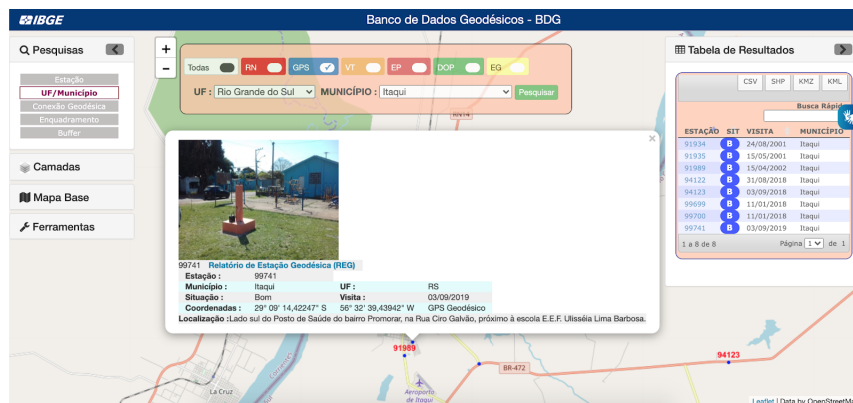 IBGE
Banco de Dados Geodésicos - BDG
Pesquisas
Estação
UF/Município
Conexão Geodésica
Enquadramento
Buffer
Camadas
Mapa Base
Ferramentas
+
-
Todas RN GPS VT EP DOP EG
UF : Rio Grande do Sul MUNICÍPIO : Itaqui Pesquisar
×
99741 Relatório de Estação Geodésica (REG)
Estação : 99741
Município : Itaqui UF : RS
Situação : Bom Visita : 03/09/2019
Coordenadas : 29° 09' 14,42247" S 56° 32' 39,43942" W GPS Geodésico
Localização :Lado sul do Posto de Saúde do bairro Promorar, na Rua Ciro Galvão, próximo à escola E.E.F. Ulisséia Lima Barbosa.
91989
94123
BR-472
La Cruz
Corrientes
Aeroporto
de Itaqui
Tabela de Resultados
CSV SHP KMZ KML
Busca Rápida
ESTAÇÃO SIT VISITA MUNICÍPIO
91934 B 24/08/2001 Itaqui
91935 B 15/05/2001 Itaqui
91989 B 15/04/2002 Itaqui
94122 B 31/08/2018 Itaqui
94123 B 03/09/2018 Itaqui
99699 B 11/01/2018 Itaqui
99700 B 11/01/2018 Itaqui
99741 B 03/09/2019 Itaqui
1 a 8 de 8 Página 1 de 1
Leaflet | Data by OpenStreetMa